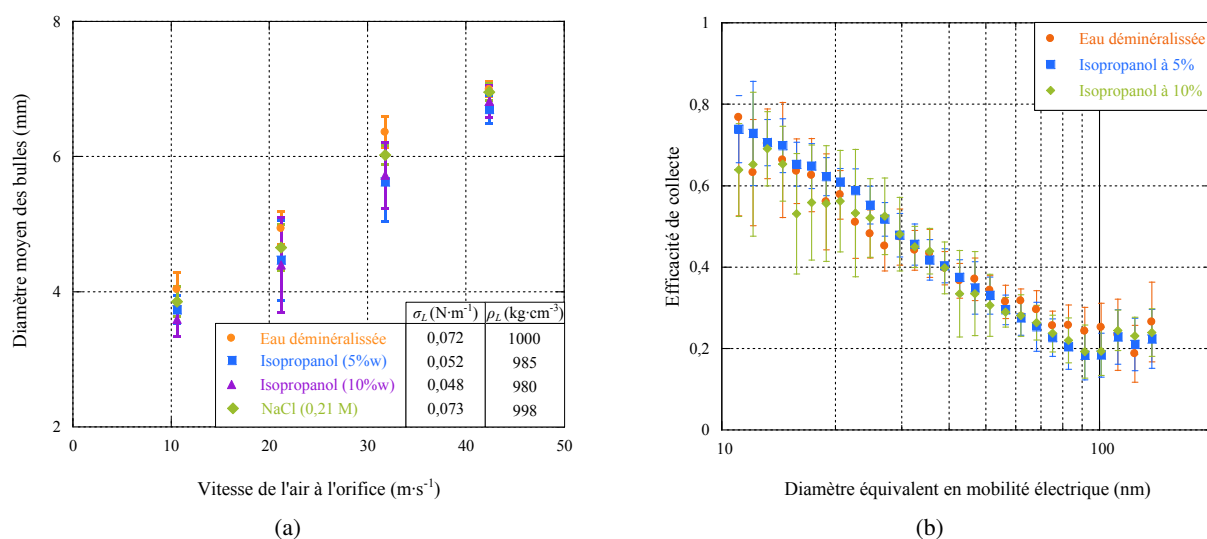 8
6
4
2
0
10
20
30
40
50
Diamètre moyen des bulles (mm)
Vitesse de l'air à l'orifice (m·s⁻¹)
σL (N·m⁻¹) ρL (kg·cm⁻³)
Eau déminéralissée 0,072 1000
Isopropanol (5%w) 0,052 985
Isopropanol (10%w) 0,048 980
NaCl (0,21 M) 0,073 998
(a)
Eau déminéralissée
Isopropanol à 5%
Isopropanol à 10%
1
0,8
0,6
0,4
0,2
0
10
100
Efficacité de collecte
Diamètre équivalent en mobilité électrique (nm)
(b)